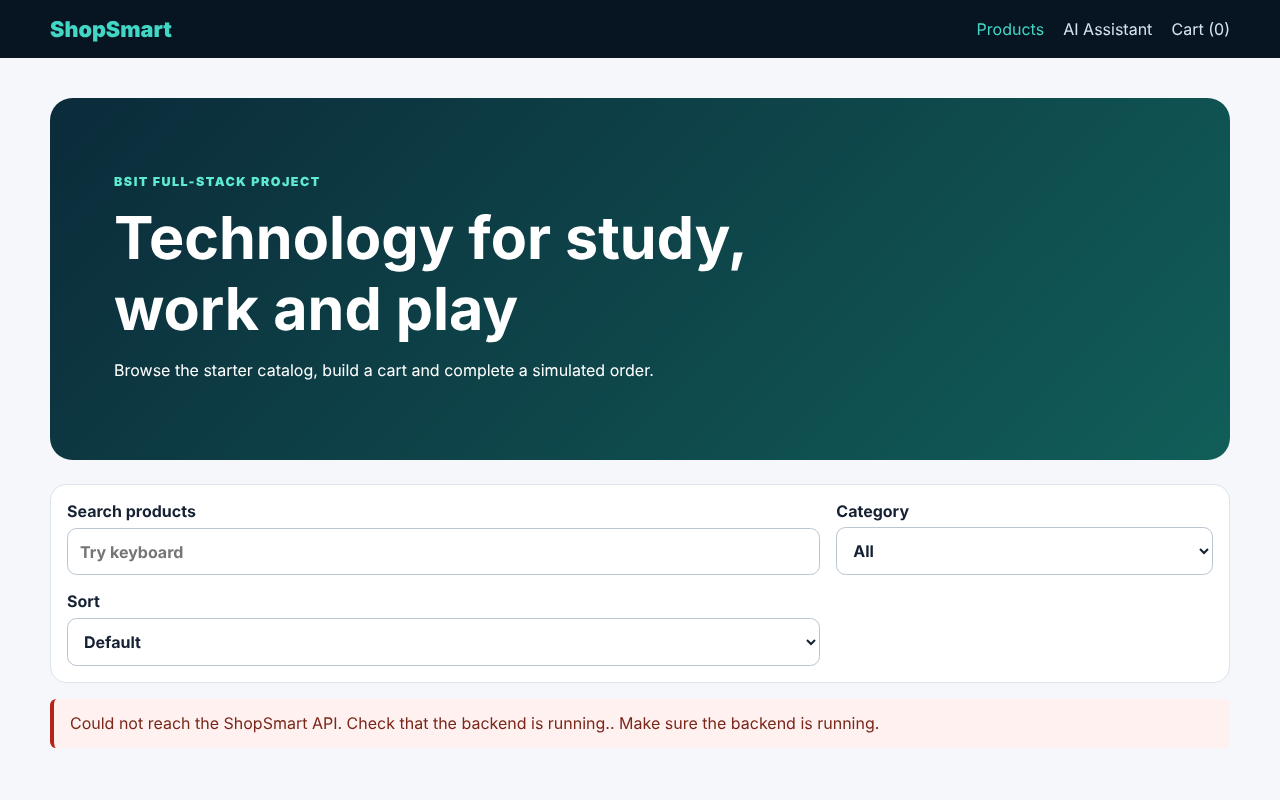 ShopSmart
Products
AI Assistant
Cart (0)
BSIT FULL-STACK PROJECT
Technology for study,
work and play
Browse the starter catalog, build a cart and complete a simulated order.
Search products
Try keyboard
Category
All
Sort
Default
Could not reach the ShopSmart API. Check that the backend is running.. Make sure the backend is running.